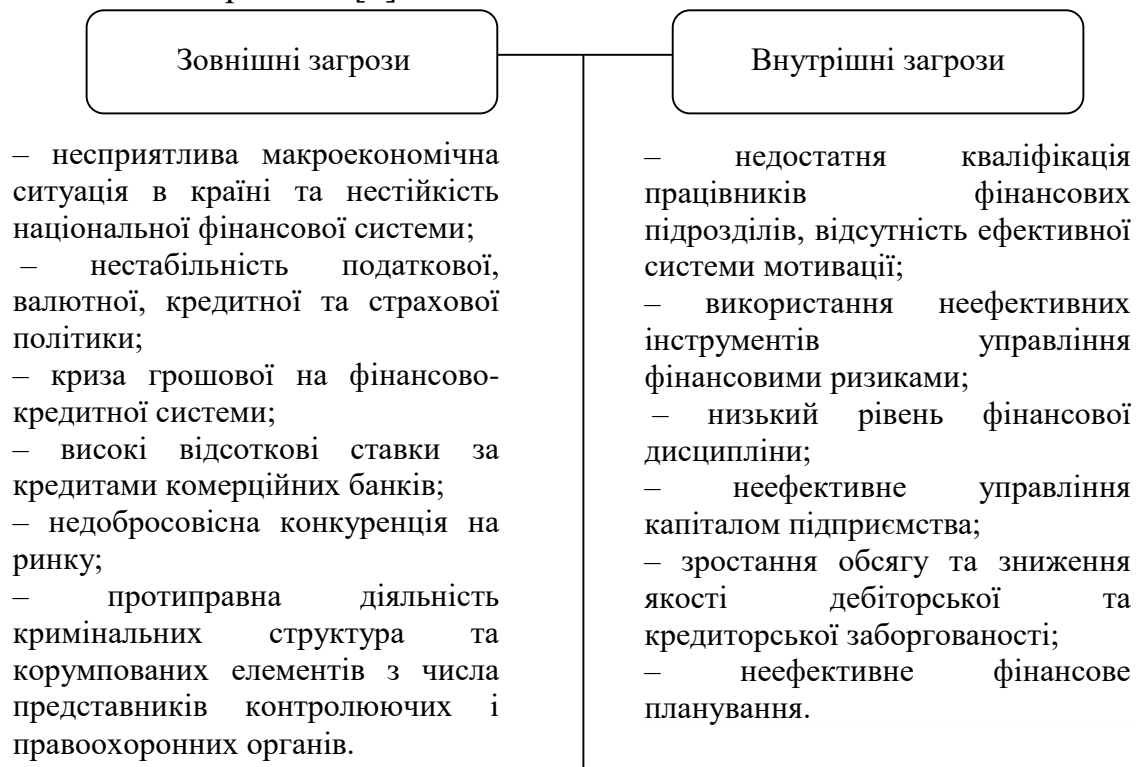 Зовнішні загрози
– несприятлива макроекономічна
ситуація в країні та нестійкість
національної фінансової системи;
– нестабільність податкової,
валютної, кредитної та страхової
політики;
– криза грошової на фінансово-
кредитної системи;
– високі відсоткові ставки за
кредитами комерційних банків;
– недобросовісна конкуренція на
ринку;
– протиправна діяльність
кримінальних структура та
корумпованих елементів з числа
представників контролюючих і
правоохоронних органів.
Внутрішні загрози
– недостатня кваліфікація
працівників фінансових
підрозділів, відсутність ефективної
системи мотивації;
– використання неефективних
інструментів управління
фінансовими ризиками;
– низький рівень фінансової
дисципліни;
– неефективне управління
капіталом підприємства;
– зростання обсягу та зниження
якості дебіторської та
кредиторської заборгованості;
– неефективне фінансове
планування.